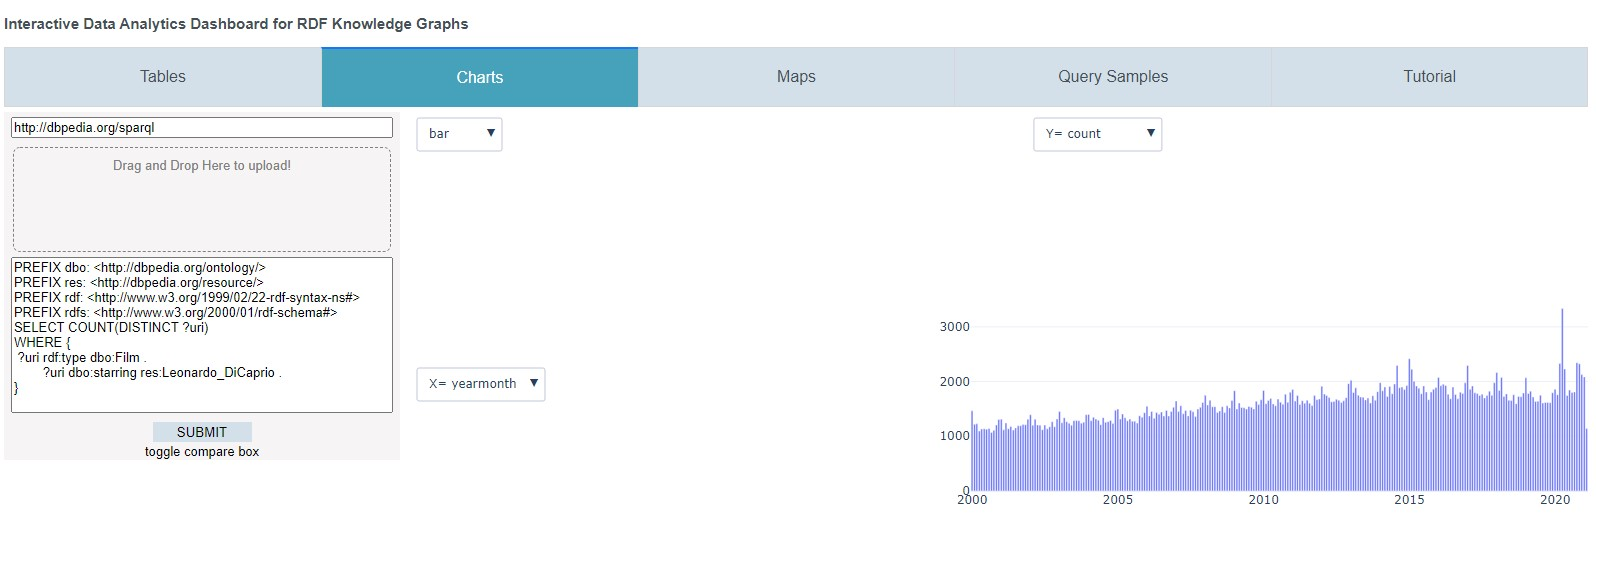 Interactive Data Analytics Dashboard for RDF Knowledge Graphs
Tables Charts Maps Query Samples Tutorial
http://dbpedia.org/sparql
Drag and Drop Here to upload!
PREFIX dbo: <http://dbpedia.org/ontology/>
PREFIX res: <http://dbpedia.org/resource/>
PREFIX rdf: <http://www.w3.org/1999/02/22-rdf-syntax-ns#>
PREFIX rdfs: <http://www.w3.org/2000/01/rdf-schema#>
SELECT COUNT(DISTINCT ?uri)
WHERE {
?uri rdf:type dbo:Film .
?uri dbo:starring res:Leonardo_DiCaprio .
}
SUBMIT
toggle compare box
bar
Y= count
X= yearmonth
3000
2000
1000
0
2000 2005 2010 2015 2020